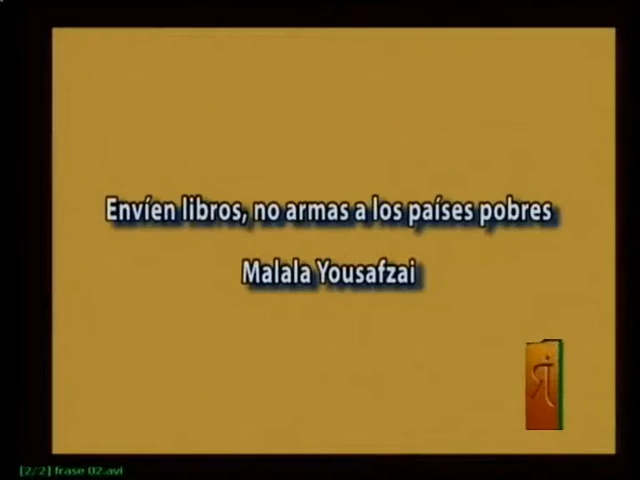 Envíen libros, no armas a los países pobres
Malala Yousafzai
[2/2] frase 02.avi